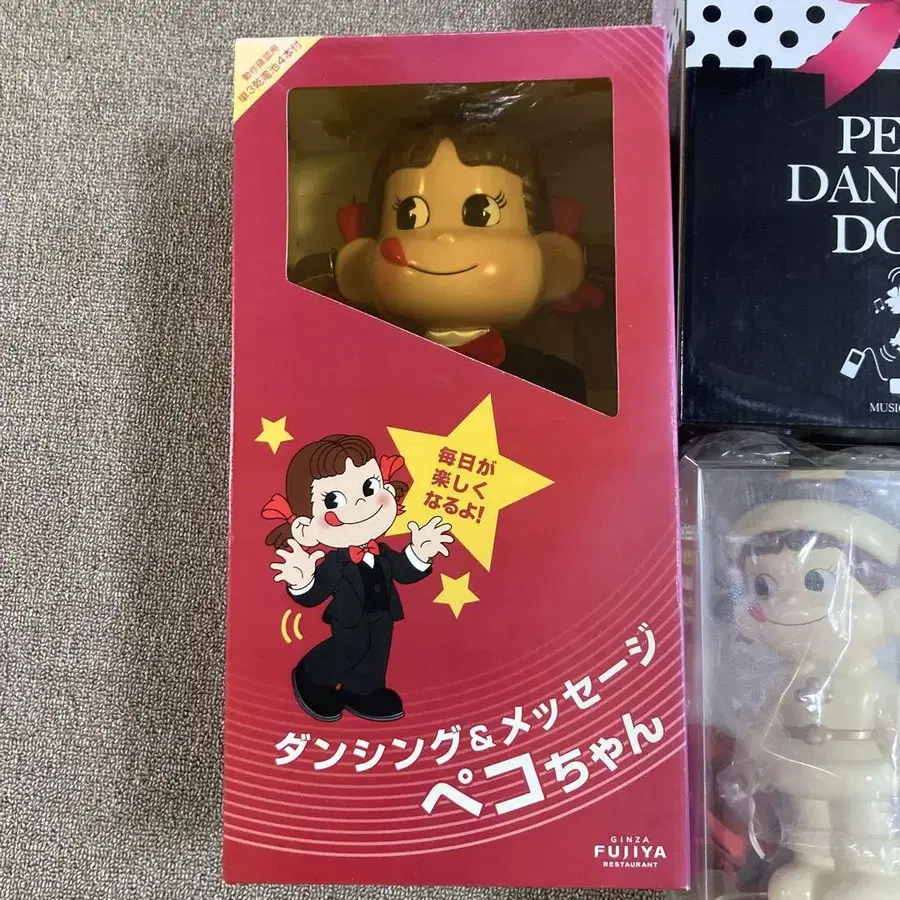 動作確認用
単3乾電池4本付
毎日が
楽しく
なるよ!
ダンシング&メッセージ
ペコちゃん
GINZA
FUJIYA
RESTAURANT
PE
DAN
DO
MUSIC